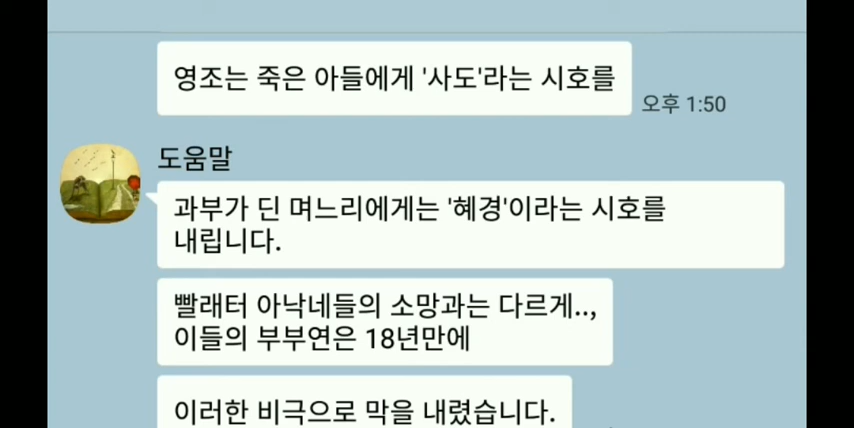 영조는 죽은 아들에게 '사도'라는 시호를
오후 1:50
도움말
과부가 딘 며느리에게는 '혜경'이라는 시호를
내립니다.
빨래터 아낙네들의 소망과는 다르게..,
이들의 부부연은 18년만에
이러한 비극으로 막을 내렸습니다.